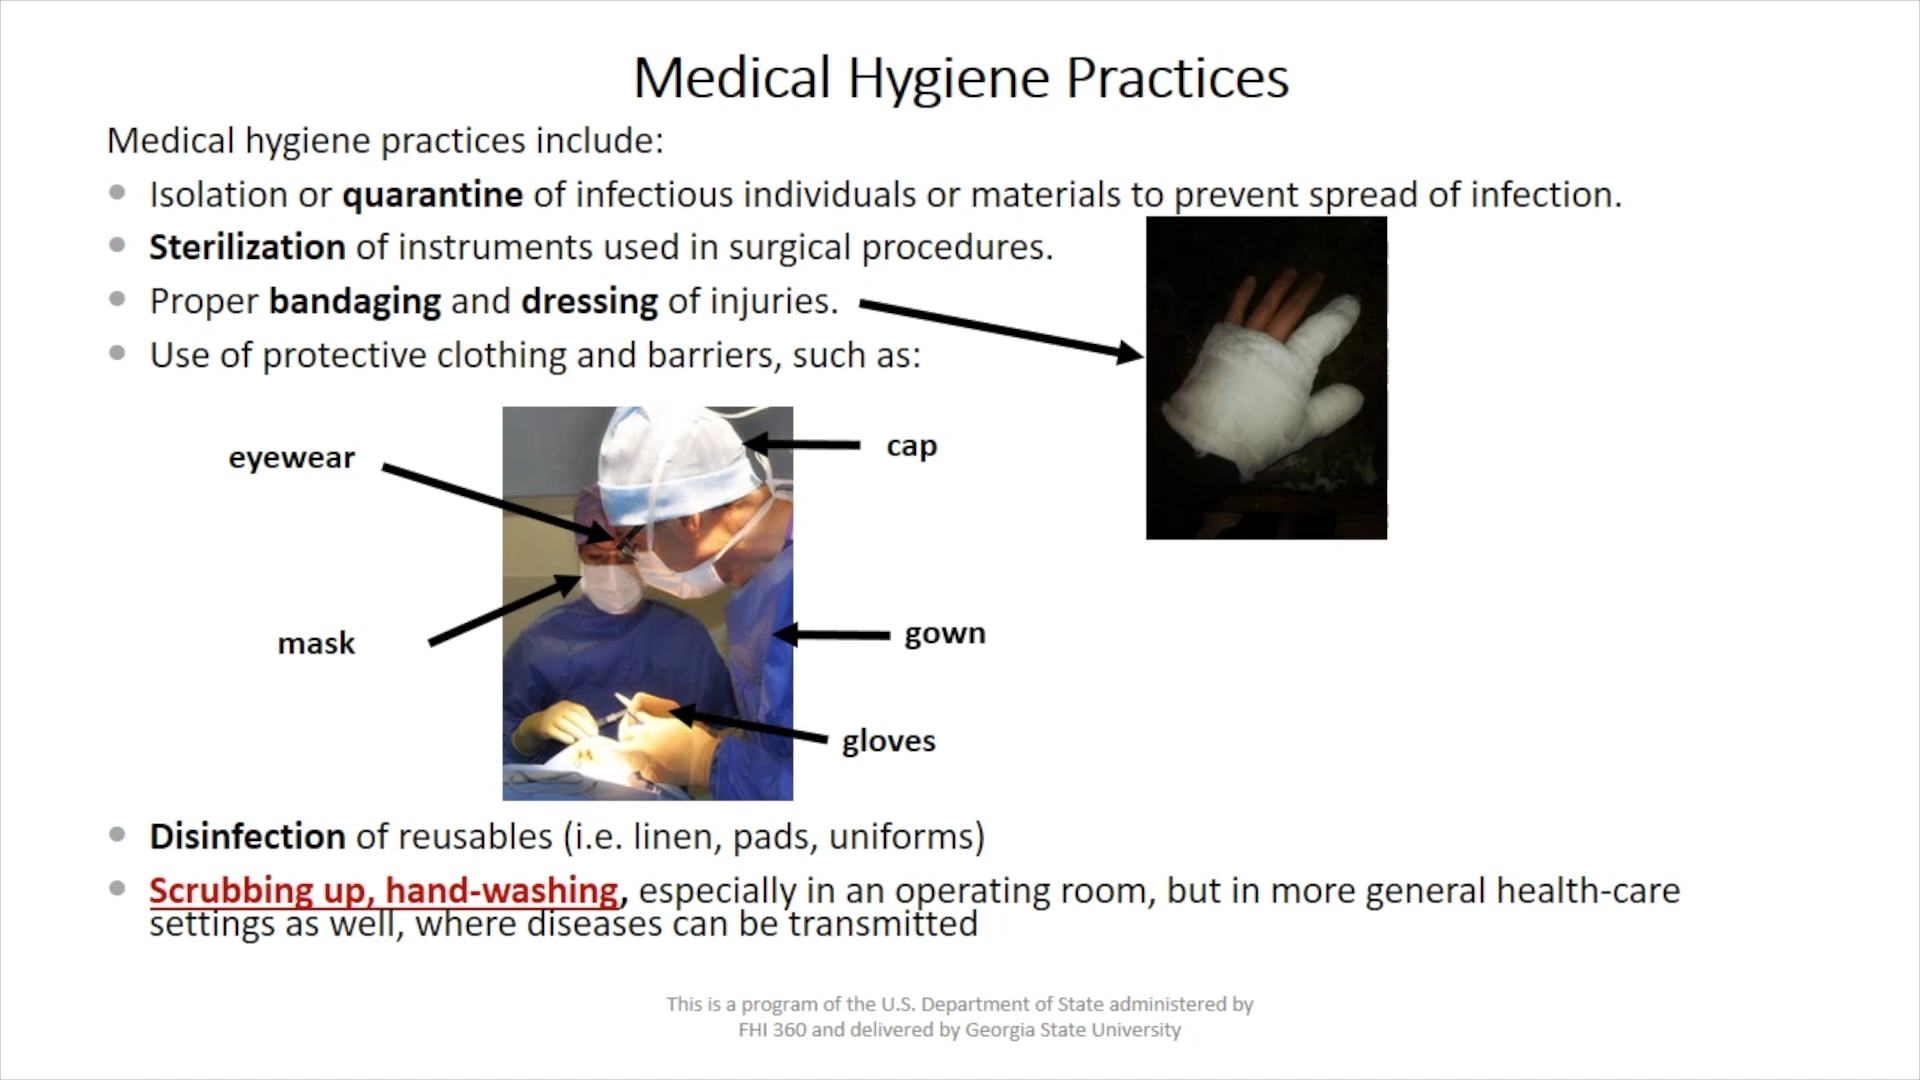 Medical Hygiene Practices
Medical hygiene practices include:
Isolation or quarantine of infectious individuals or materials to prevent spread of infection.
Sterilization of instruments used in surgical procedures.
Proper bandaging and dressing of injuries.
Use of protective clothing and barriers, such as:
eyewear
cap
mask
gown
gloves
Disinfection of reusables (i.e. linen, pads, uniforms)
Scrubbing up, hand-washing, especially in an operating room, but in more general health-care
settings as well, where diseases can be transmitted
This is a program of the U.S. Department of State administered by
FHI 360 and delivered by Georgia State University